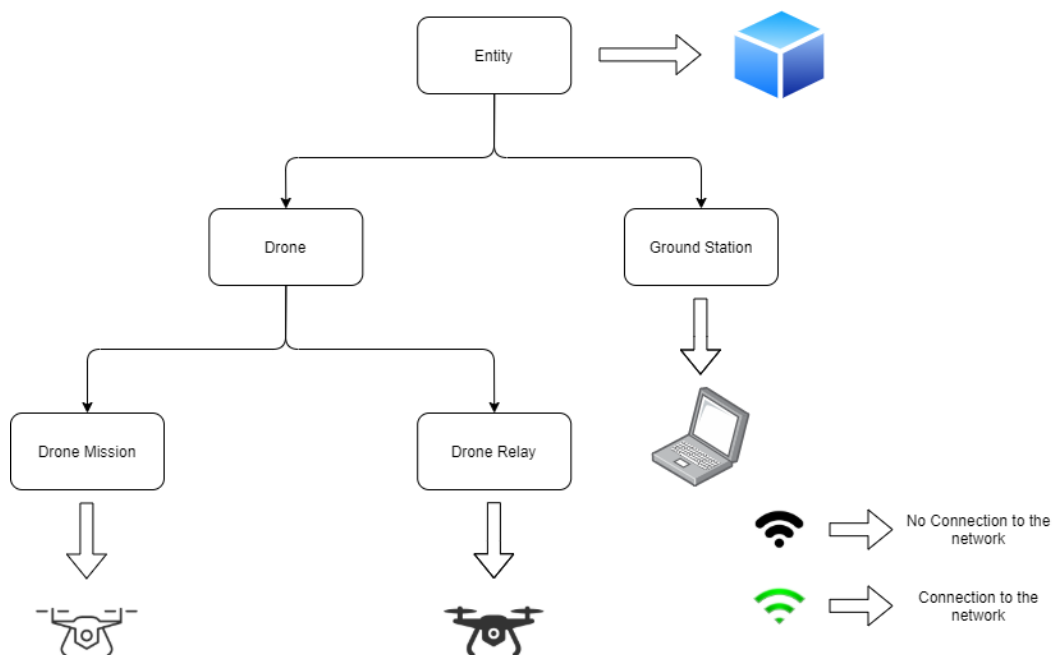 Entity
Drone
Ground Station
Drone Mission
Drone Relay
No Connection to the
network
Connection to the
network